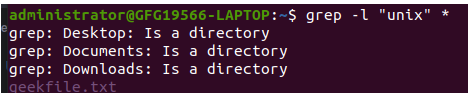 administrator@GFG19566-LAPTOP:~$ grep -l "unix" *
grep: Desktop: Is a directory
grep: Documents: Is a directory
grep: Downloads: Is a directory
geekfile.txt